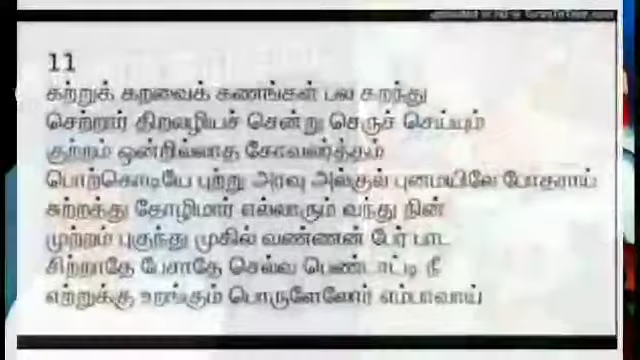 11
கற்றுக் கறவைக் கணங்கள் பல கறந்து
செற்றார் திறலழியச் சென்று செருச் செய்யும்
குற்றம் ஒன்றில்லாத கோவலர்த்தம்
பொற்கொடியே புற்று அரவு அல்குல் புனமயிலே போதராய்
சுற்றத்து தோழிமார் எல்லாரும் வந்து நின்
முற்றம் புகுந்து முகில் வண்ணன் பேர் பாட
சிற்றாதே பேசாதே செல்வ பெண்டாட்டி நீ
எற்றுக்கு உறங்கும் பொருளேலோர் எம்பாவாய்